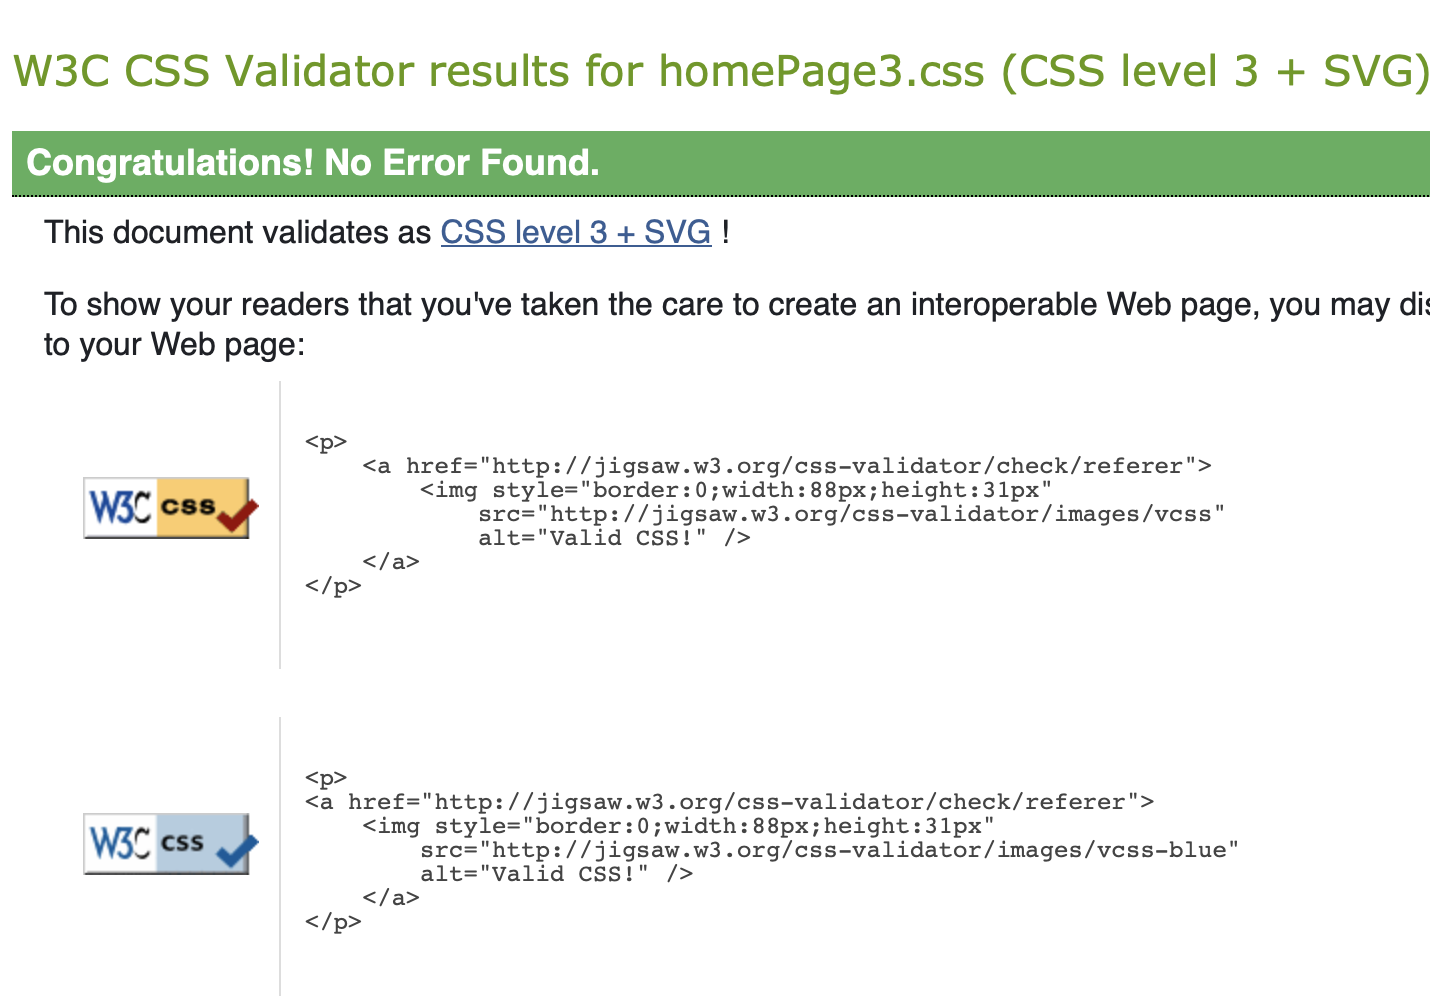 W3C CSS Validator results for homePage3.css (CSS level 3 + SVG)
Congratulations! No Error Found.
This document validates as CSS level 3 + SVG !
To show your readers that you've taken the care to create an interoperable Web page, you may
to your Web page:
W3C css
<p>
<a href="http://jigsaw.w3.org/css-validator/check/referer">
<img style="border:0;width:88px;height:31px"
src="http://jigsaw.w3.org/css-validator/images/vcss"
alt="Valid CSS!" />
</a>
</p>
W3C css
<p>
<a href="http://jigsaw.w3.org/css-validator/check/referer">
<img style="border:0;width:88px;height:31px"
src="http://jigsaw.w3.org/css-validator/images/vcss-blue"
alt="Valid CSS!" />
</a>
</p>